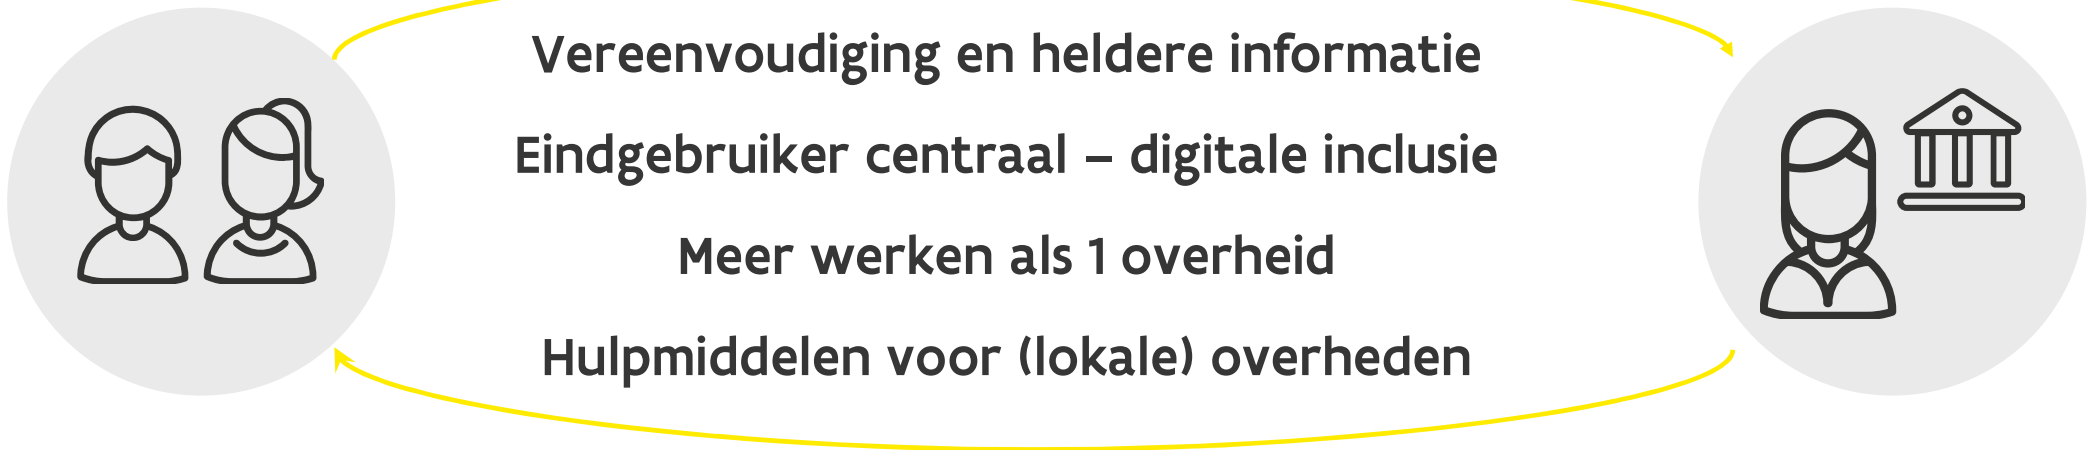 Vereenvoudiging en heldere informatie
Eindgebruiker centraal – digitale inclusie
Meer werken als 1 overheid
Hulpmiddelen voor (lokale) overheden